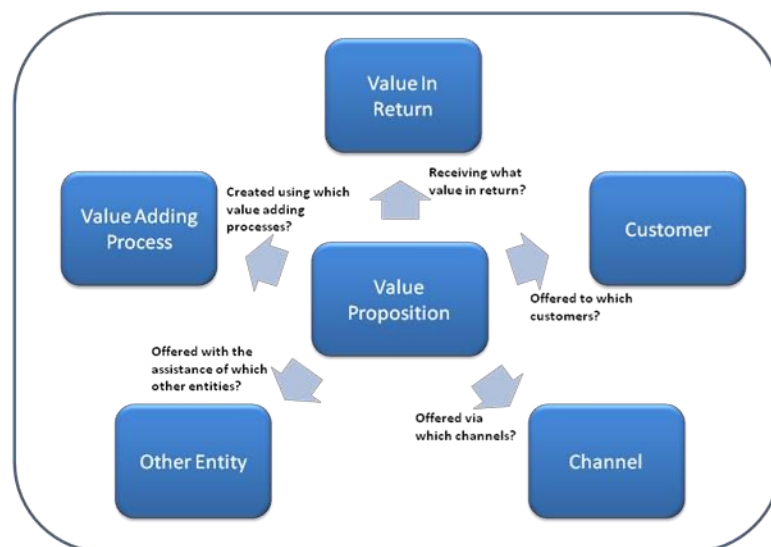 Value In
Return
Created using which
value adding
processes?
Receiving what
value in return?
Value Adding
Process
Customer
Value
Proposition
Offered to which
customers?
Offered with the
assistance of which
other entities?
Offered via
which channels?
Other Entity
Channel